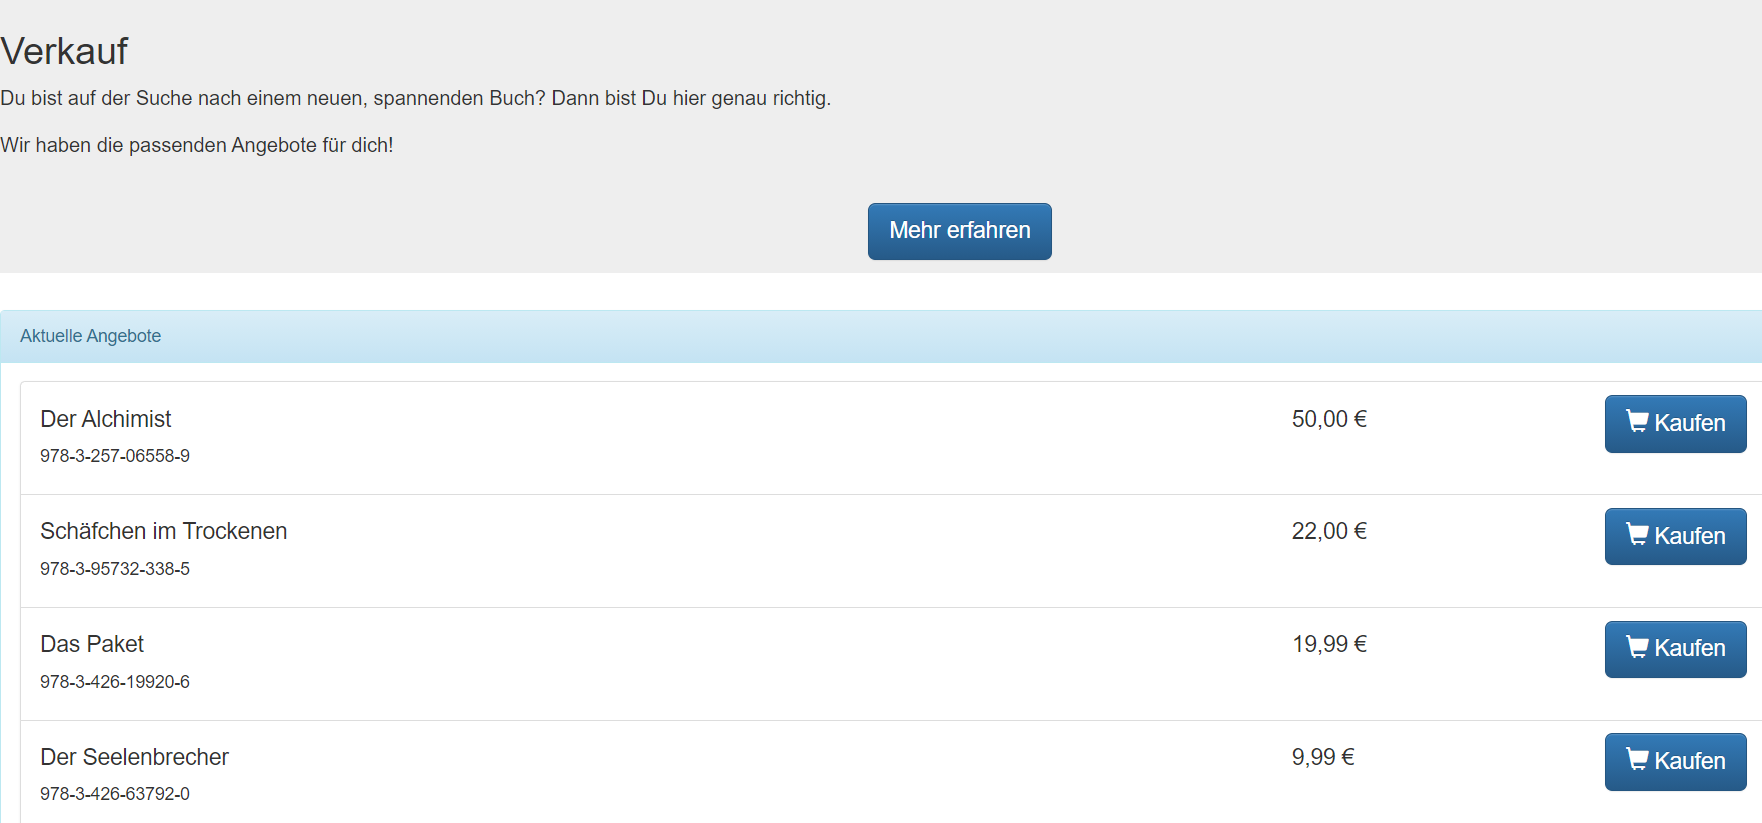 Verkauf
Du bist auf der Suche nach einem neuen, spannenden Buch? Dann bist Du hier genau richtig.
Wir haben die passenden Angebote für dich!
Mehr erfahren
Aktuelle Angebote
Der Alchimist 50,00 € Kaufen
978-3-257-06558-9
Schäfchen im Trockenen 22,00 € Kaufen
978-3-95732-338-5
Das Paket 19,99 € Kaufen
978-3-426-19920-6
Der Seelenbrecher 9,99 € Kaufen
978-3-426-63792-0